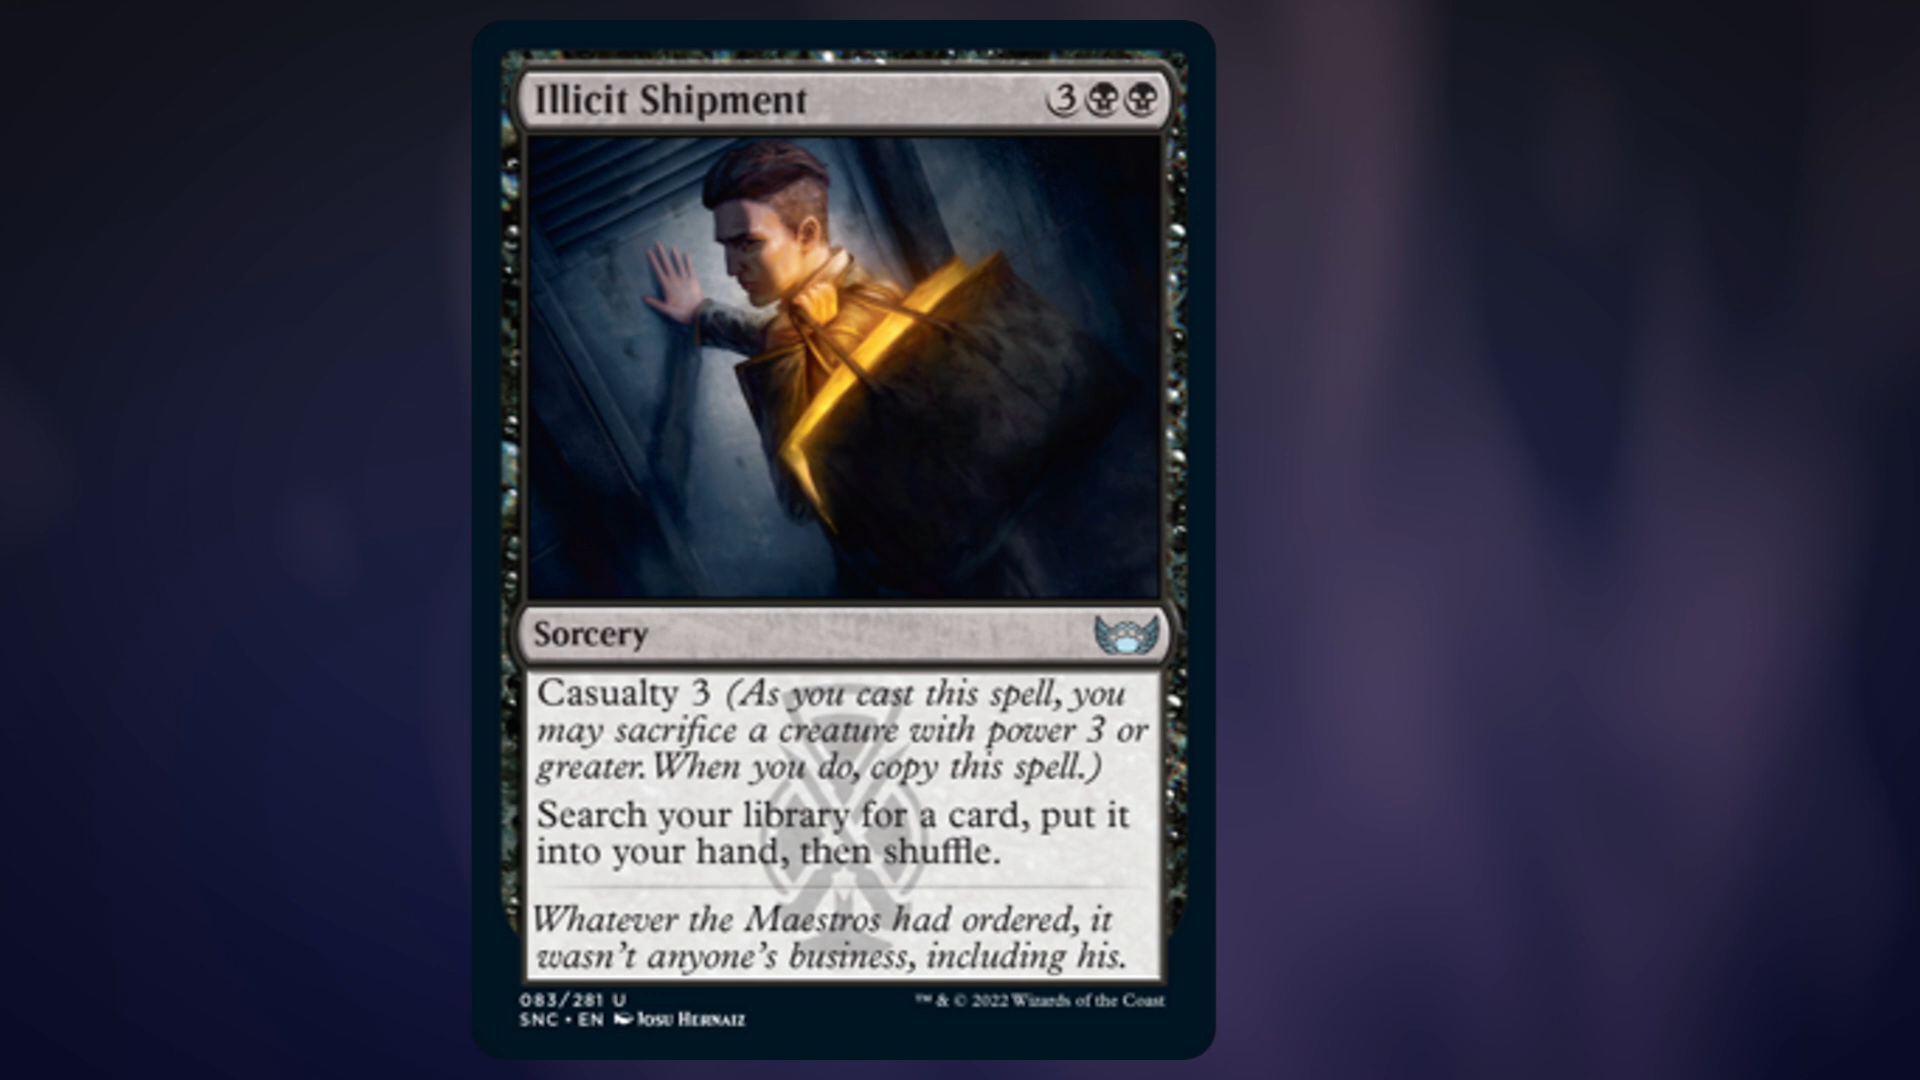 Illicit Shipment 3
Sorcery
Casualty 3 (As you cast this spell, you
may sacrifice a creature with power 3 or
greater. When you do, copy this spell.)
Search your library for a card, put it
into your hand, then shuffle.
Whatever the Maestros had ordered, it
wasn't anyone's business, including his.
083/281 U
™ & © 2022 Wizards of the Coast
SNC • EN Josu Hernaiz